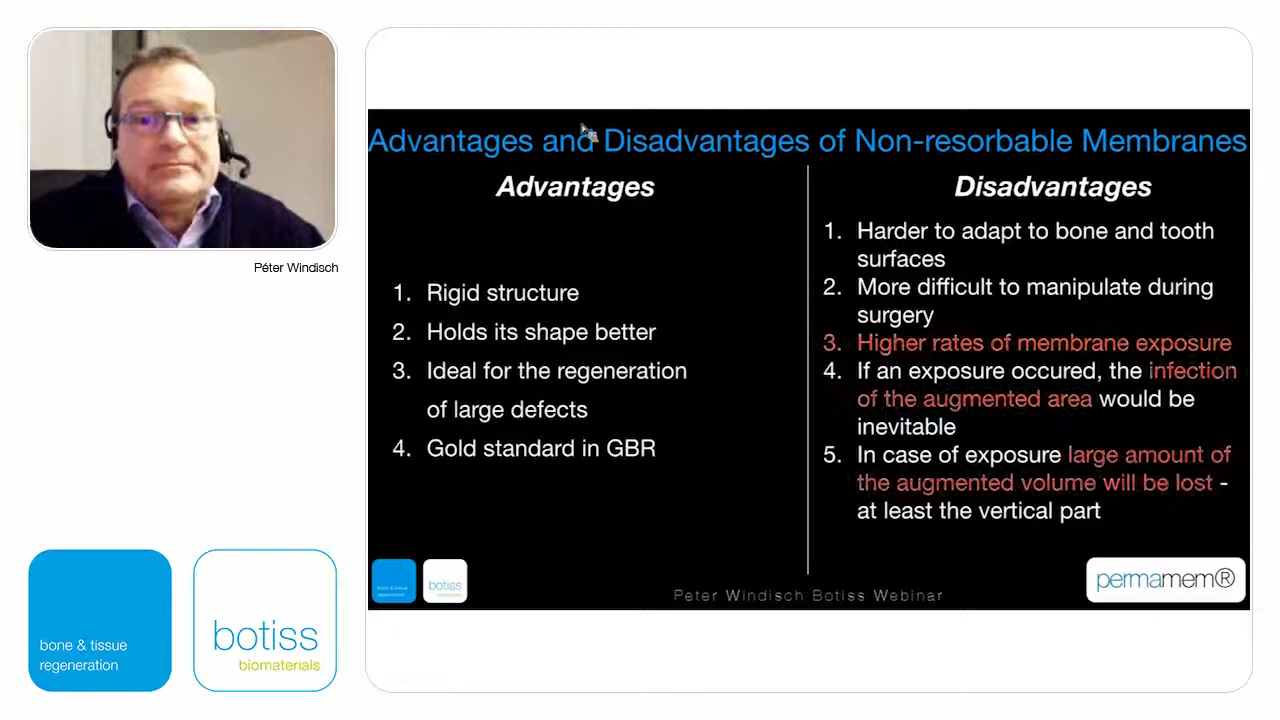 Péter Windisch
Advantages and Disadvantages of Non-resorbable Membranes
Advantages
1. Rigid structure
2. Holds its shape better
3. Ideal for the regeneration
of large defects
4. Gold standard in GBR
Disadvantages
1. Harder to adapt to bone and tooth
surfaces
2. More difficult to manipulate during
surgery
3. Higher rates of membrane exposure
4. If an exposure occured, the infection
of the augmented area would be
inevitable
5. In case of exposure large amount of
the augmented volume will be lost -
at least the vertical part
bone & tissue
regeneration
botiss
biomaterials
bone & tissue
regeneration
botiss
biomaterials
Peter Windisch Botiss Webinar
permamem®